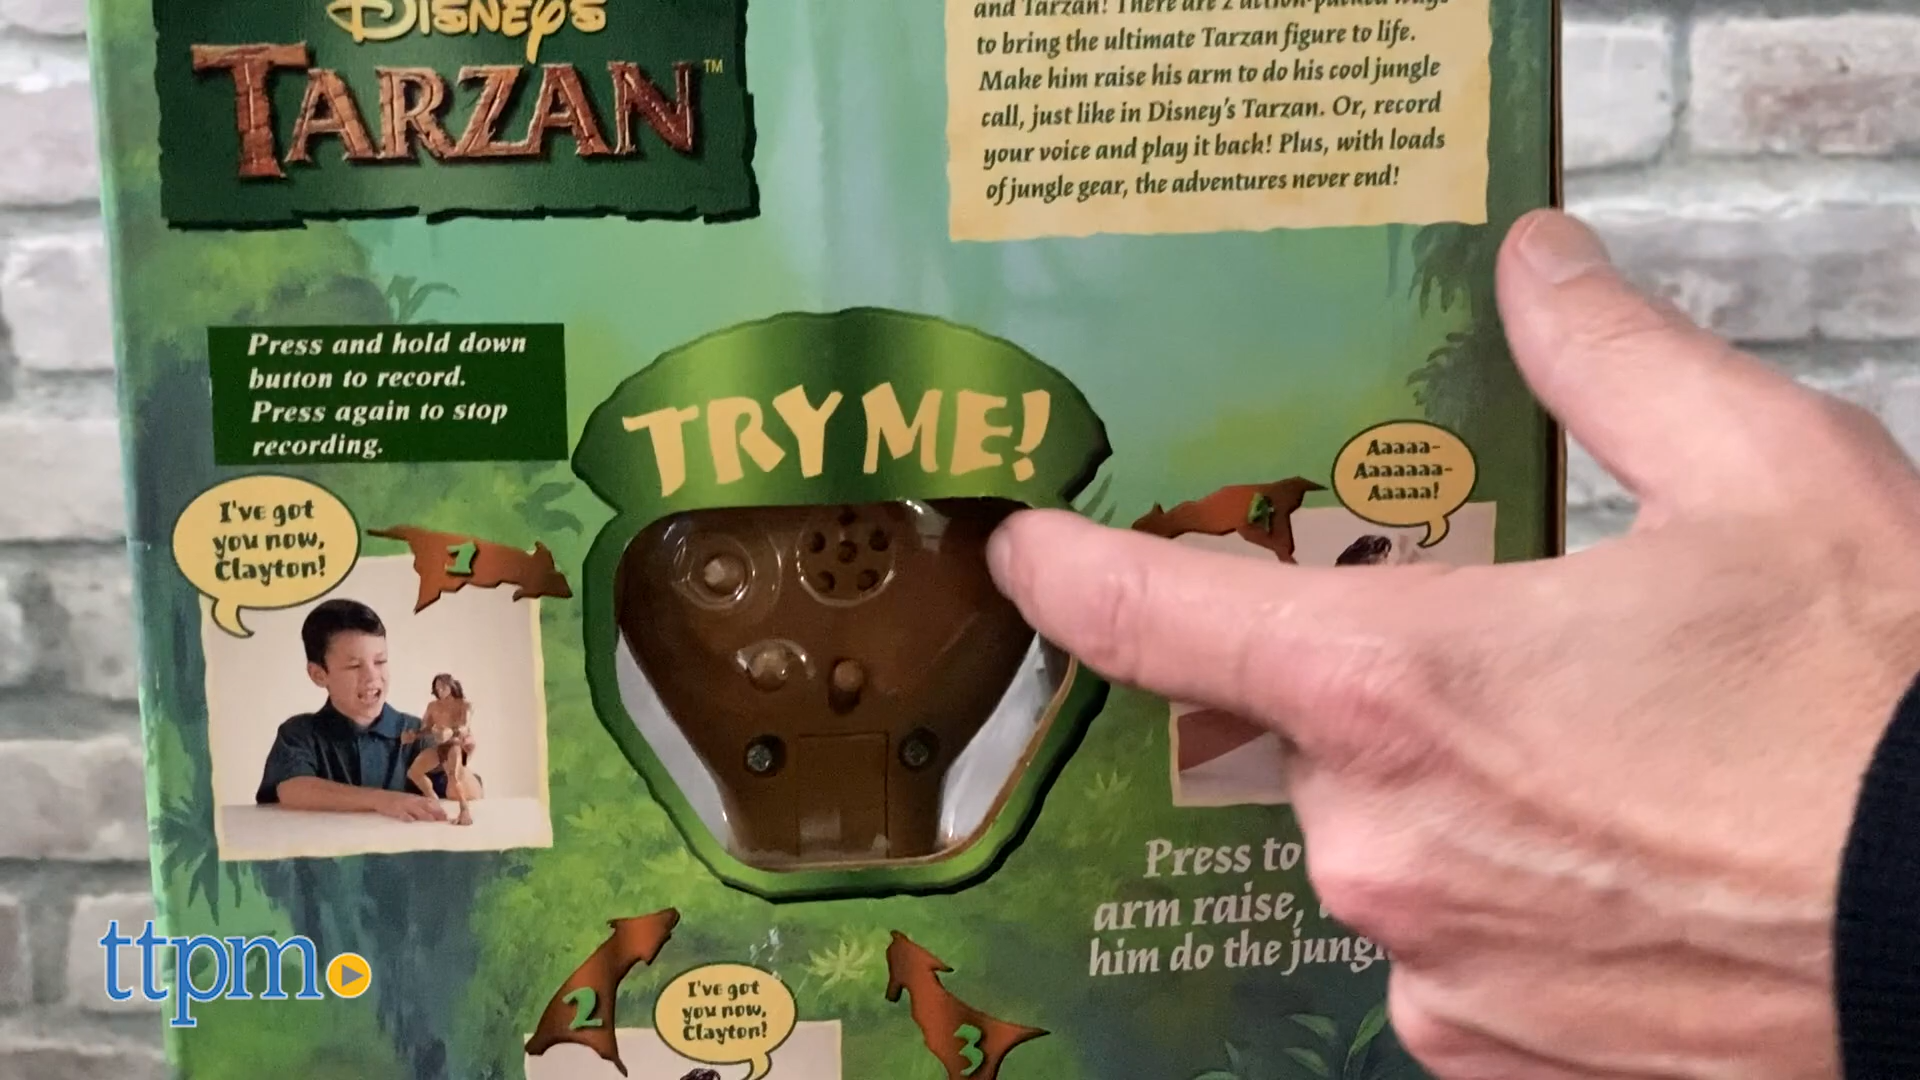 DISNEY'S
TARZAN™
and Tarzan! There are 2 action-packed ways
to bring the ultimate Tarzan figure to life.
Make him raise his arm to do his cool jungle
call, just like in Disney's Tarzan. Or, record
your voice and play it back! Plus, with loads
of jungle gear, the adventures never end!
Press and hold down
button to record.
Press again to stop
recording.
TRY ME!
I've got
you now,
Clayton!
1
4
Aaaaa-
Aaaaaaa-
Aaaaa!
Press to
arm raise,
him do the
2
I've got
you now,
Clayton!
3
ttpm